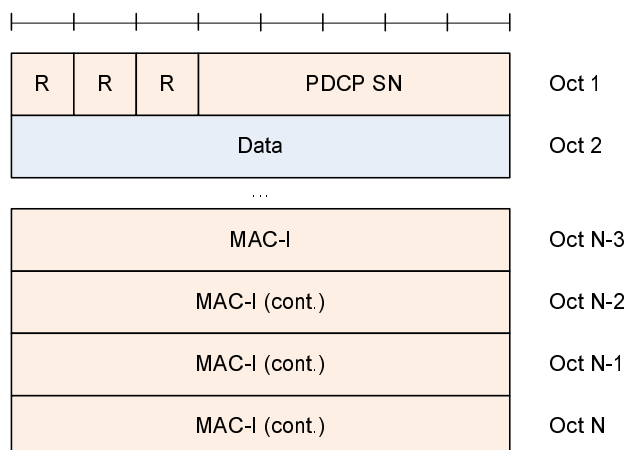 R R R PDCP SN Oct 1
Data Oct 2
...
MAC-I Oct N-3
MAC-I (cont.) Oct N-2
MAC-I (cont.) Oct N-1
MAC-I (cont.) Oct N